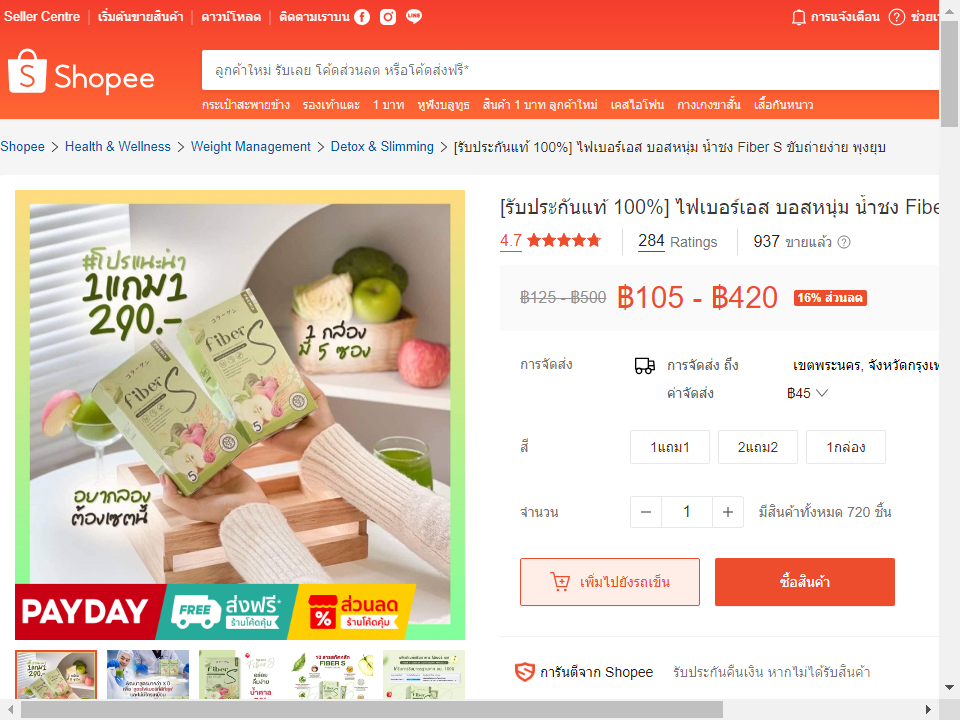 Seller Centre
เริ่มต้นขายสินค้า
ดาวน์โหลด
ติดตามเราบน
การแจ้งเตือน
Shopee
ลูกค้าใหม่ รับเลย โค้ดส่วนลด หรือโค้ดส่งฟรี*
กระเป๋าสะพายข้าง รองเท้าแตะ 1 บาท หูฟังบลูทูธ สินค้า 1 บาท ลูกค้าใหม่ เคสไอโฟน กางเกงขาสั้น เสื้อกันหนาว
Shopee > Health & Wellness > Weight Management > Detox & Slimming > [รับประกันแท้ 100%] ไฟเบอร์เอส บอสหนุ่ม น้ำชง Fiber S ขับถ่ายง่าย พุงยุบ
#โปรแนะนำ
1แถม1
290.-
1 กล่อง
มี 5 ซอง
fiber S
fiber S
5
5
อยากลอง
ต้องเซตนี้
PAYDAY
FREE ส่งฟรี*
ร้านโค้ดคุ้ม
% ส่วนลด
ร้านโค้ดคุ้ม
[รับประกันแท้ 100%] ไฟเบอร์เอส บอสหนุ่ม น้ำชง Fibe
4.7
284 Ratings
937 ขายแล้ว
฿125 - ฿500
฿105 - ฿420
16% ส่วนลด
การจัดส่ง
การจัดส่ง ถึง
เขตพระนคร, จังหวัดกรุงเท
ค่าจัดส่ง
฿45
สี
1แถม1
2แถม2
1กล่อง
จำนวน
1
มีสินค้าทั้งหมด 720 ชิ้น
เพิ่มไปยังรถเข็น
ซื้อสินค้า
การันตีจาก Shopee
รับประกันคืนเงิน หากไม่ได้รับสินค้า